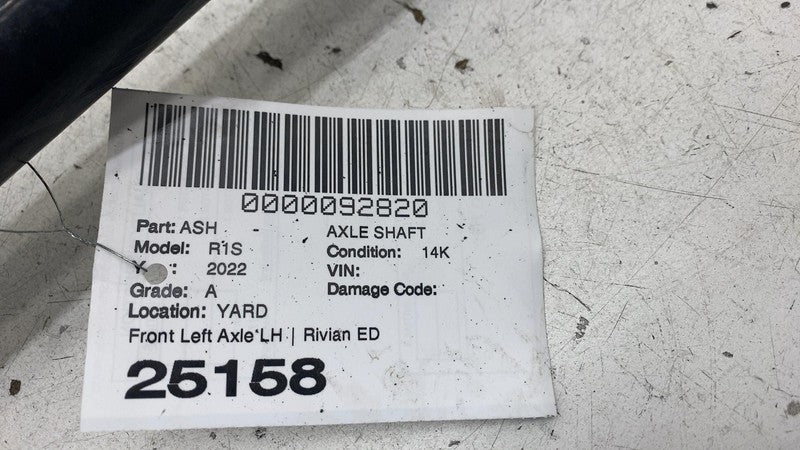 0000092820
Part: ASH AXLE SHAFT
Model: R1S Condition: 14K
: 2022 VIN:
Grade: A Damage Code:
Location: YARD
Front Left Axle LH | Rivian ED
25158